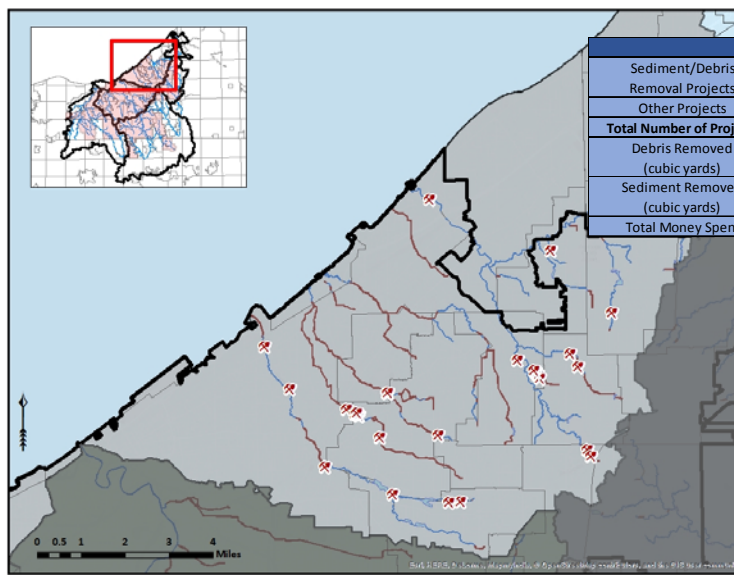 Sediment/Debris
Removal Projects
Other Projects
Total Number of Proj
Debris Removed
(cubic yards)
Sediment Remove
(cubic yards)
Total Money Spen
0 0.5 1 2 3 4
Miles